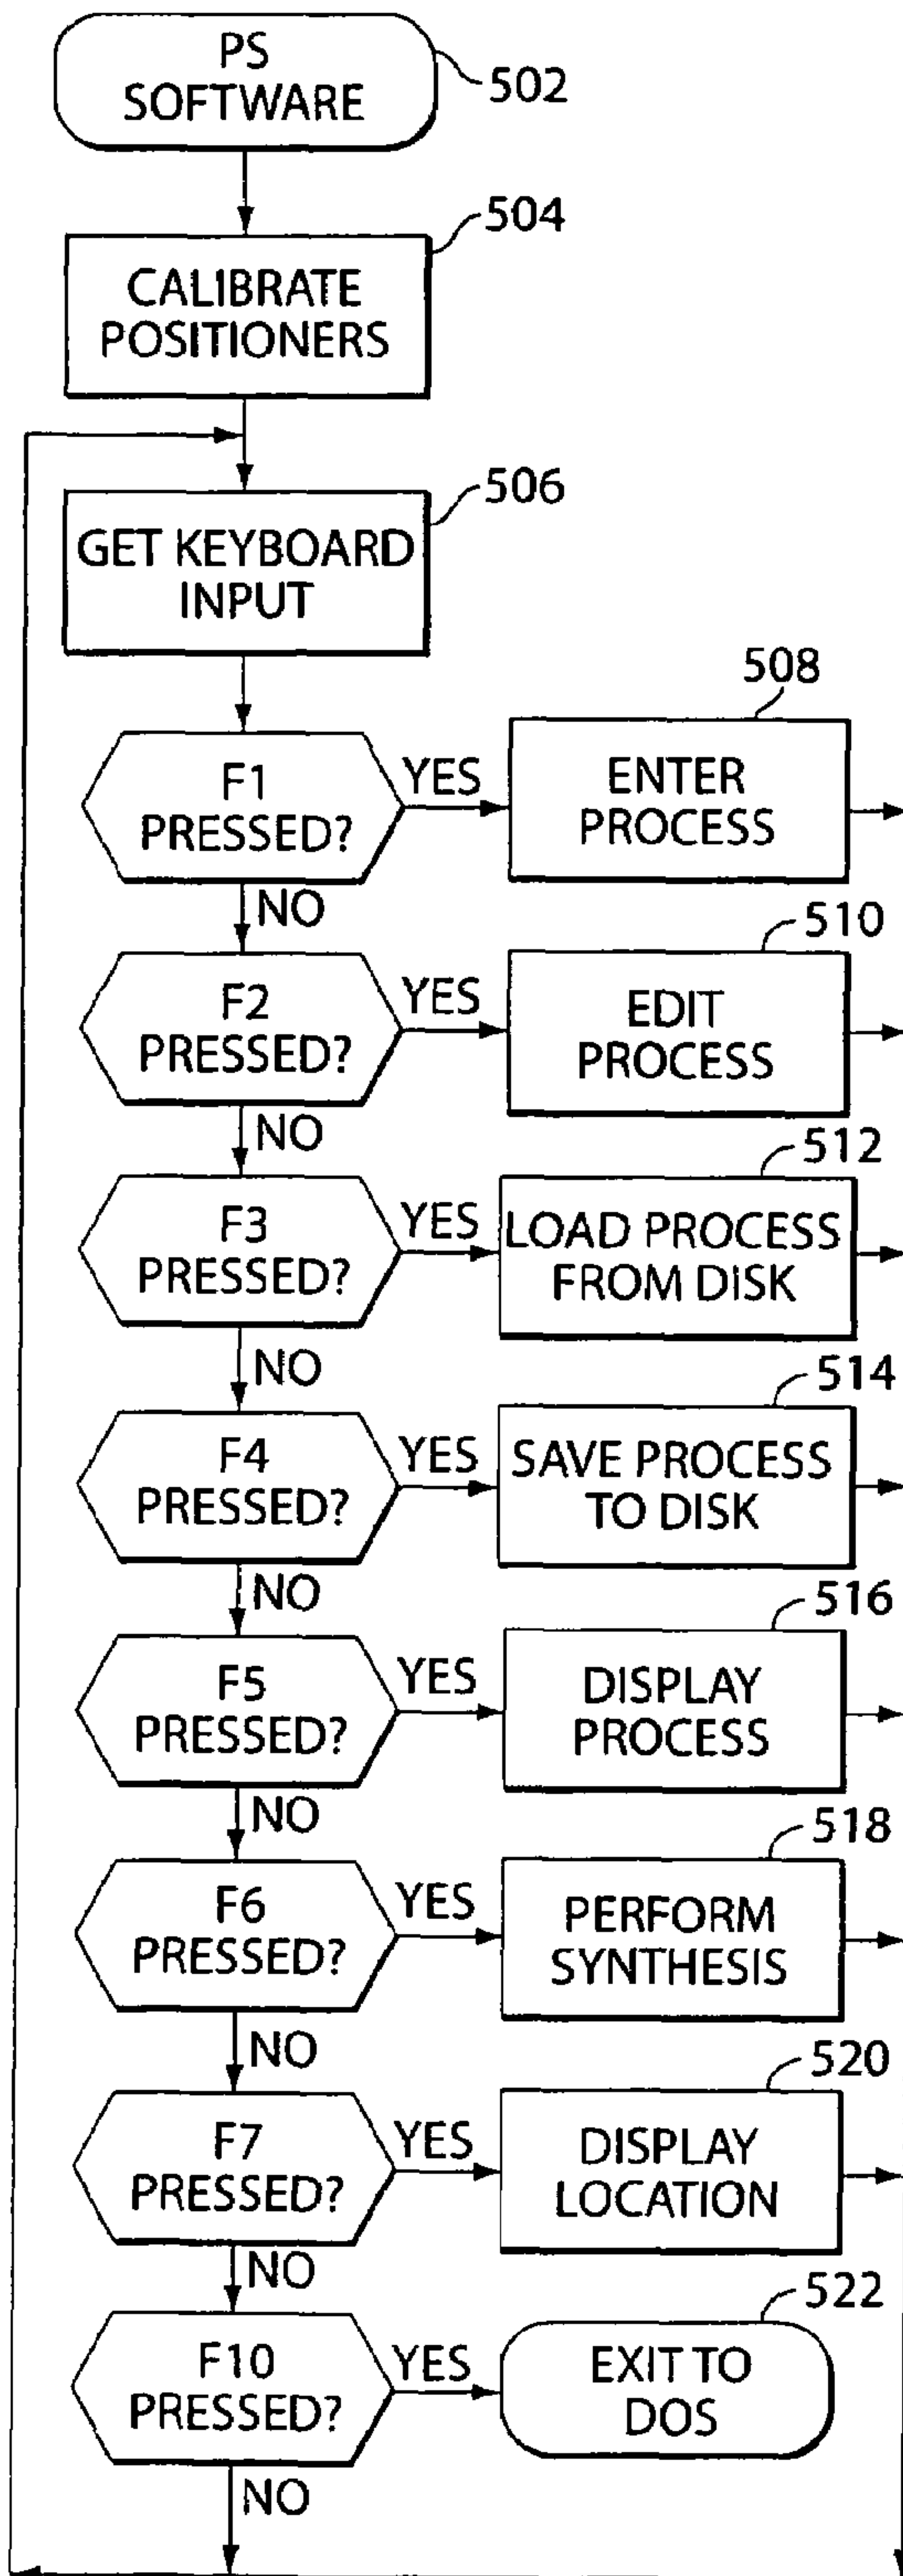 PS
SOFTWARE
502
504
CALIBRATE
POSITIONERS
506
GET KEYBOARD
INPUT
508
F1
PRESSED?
YES
ENTER
PROCESS
NO
510
F2
PRESSED?
YES
EDIT
PROCESS
NO
512
F3
PRESSED?
YES
LOAD PROCESS
FROM DISK
NO
514
F4
PRESSED?
YES
SAVE PROCESS
TO DISK
NO
516
F5
PRESSED?
YES
DISPLAY
PROCESS
NO
518
F6
PRESSED?
YES
PERFORM
SYNTHESIS
NO
520
F7
PRESSED?
YES
DISPLAY
LOCATION
NO
522
F10
PRESSED?
YES
EXIT TO
DOS
NO